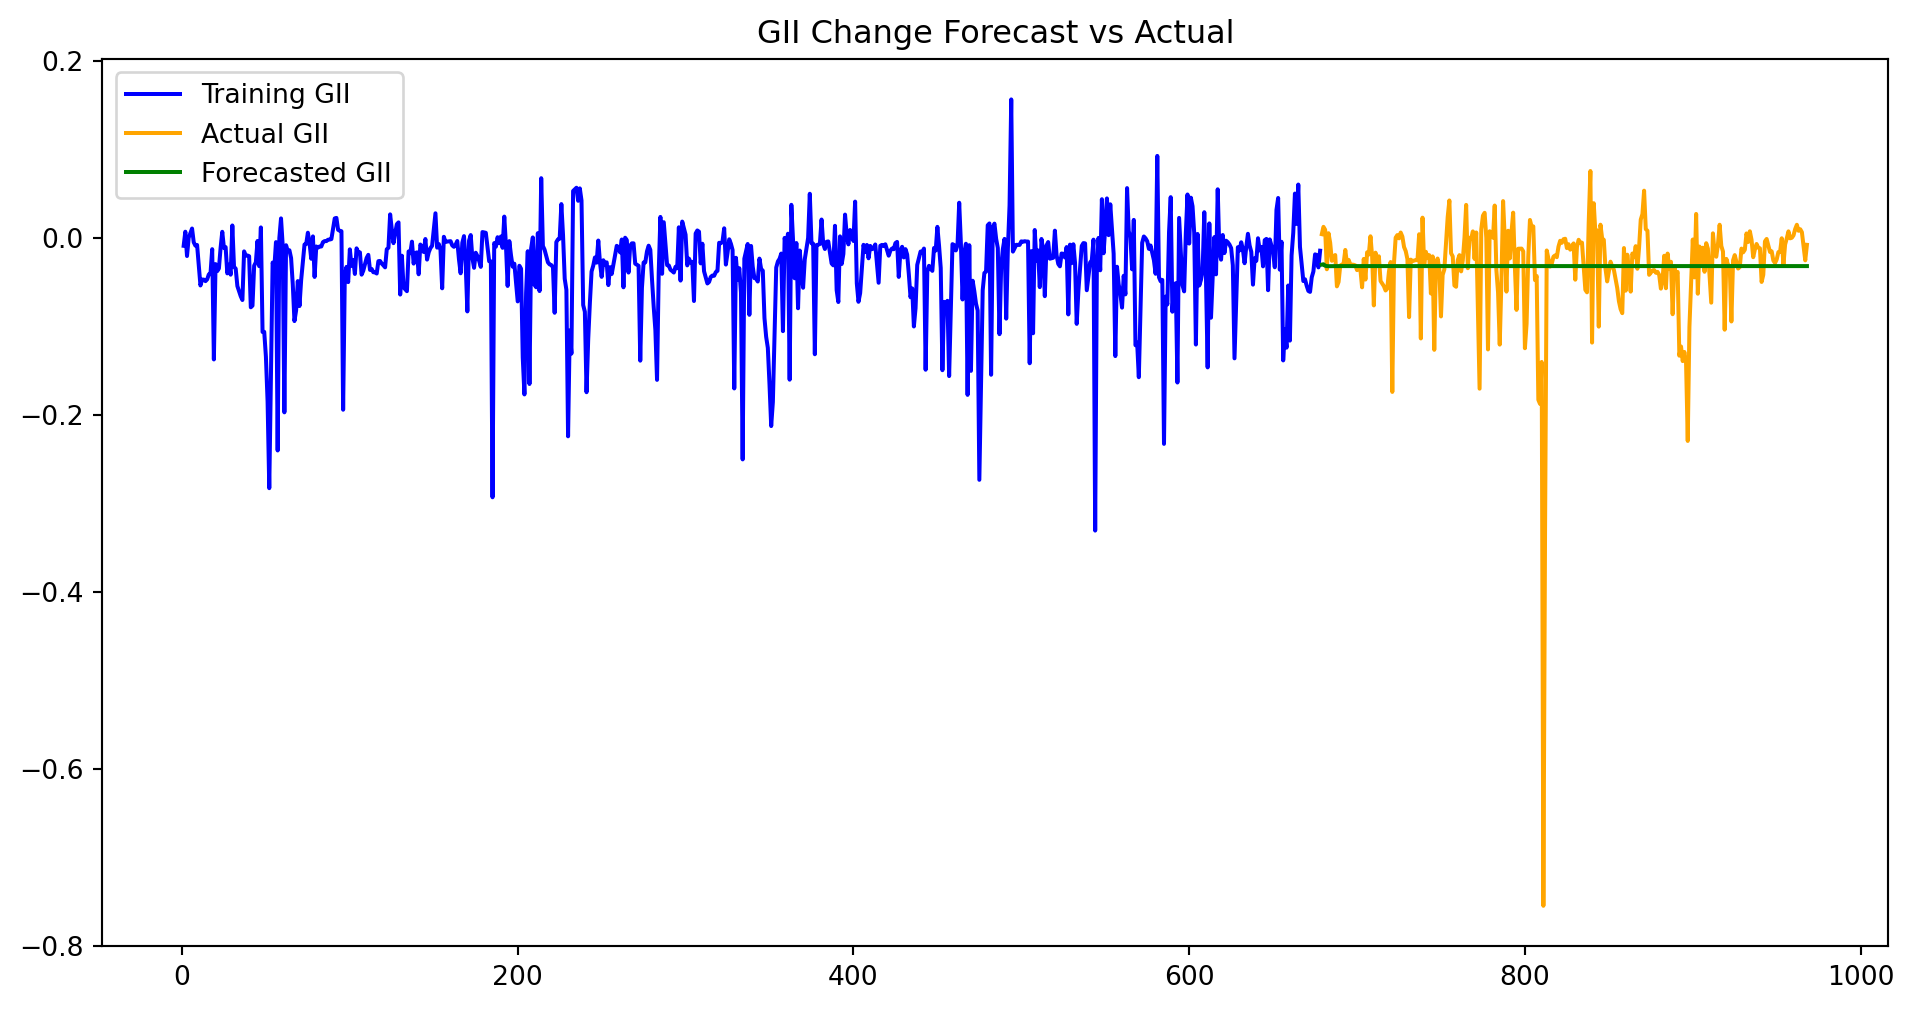 GII Change Forecast vs Actual
Training GII
Actual GII
Forecasted GII
0.2
0.0
−0.2
−0.4
−0.6
−0.8
0 200 400 600 800 1000